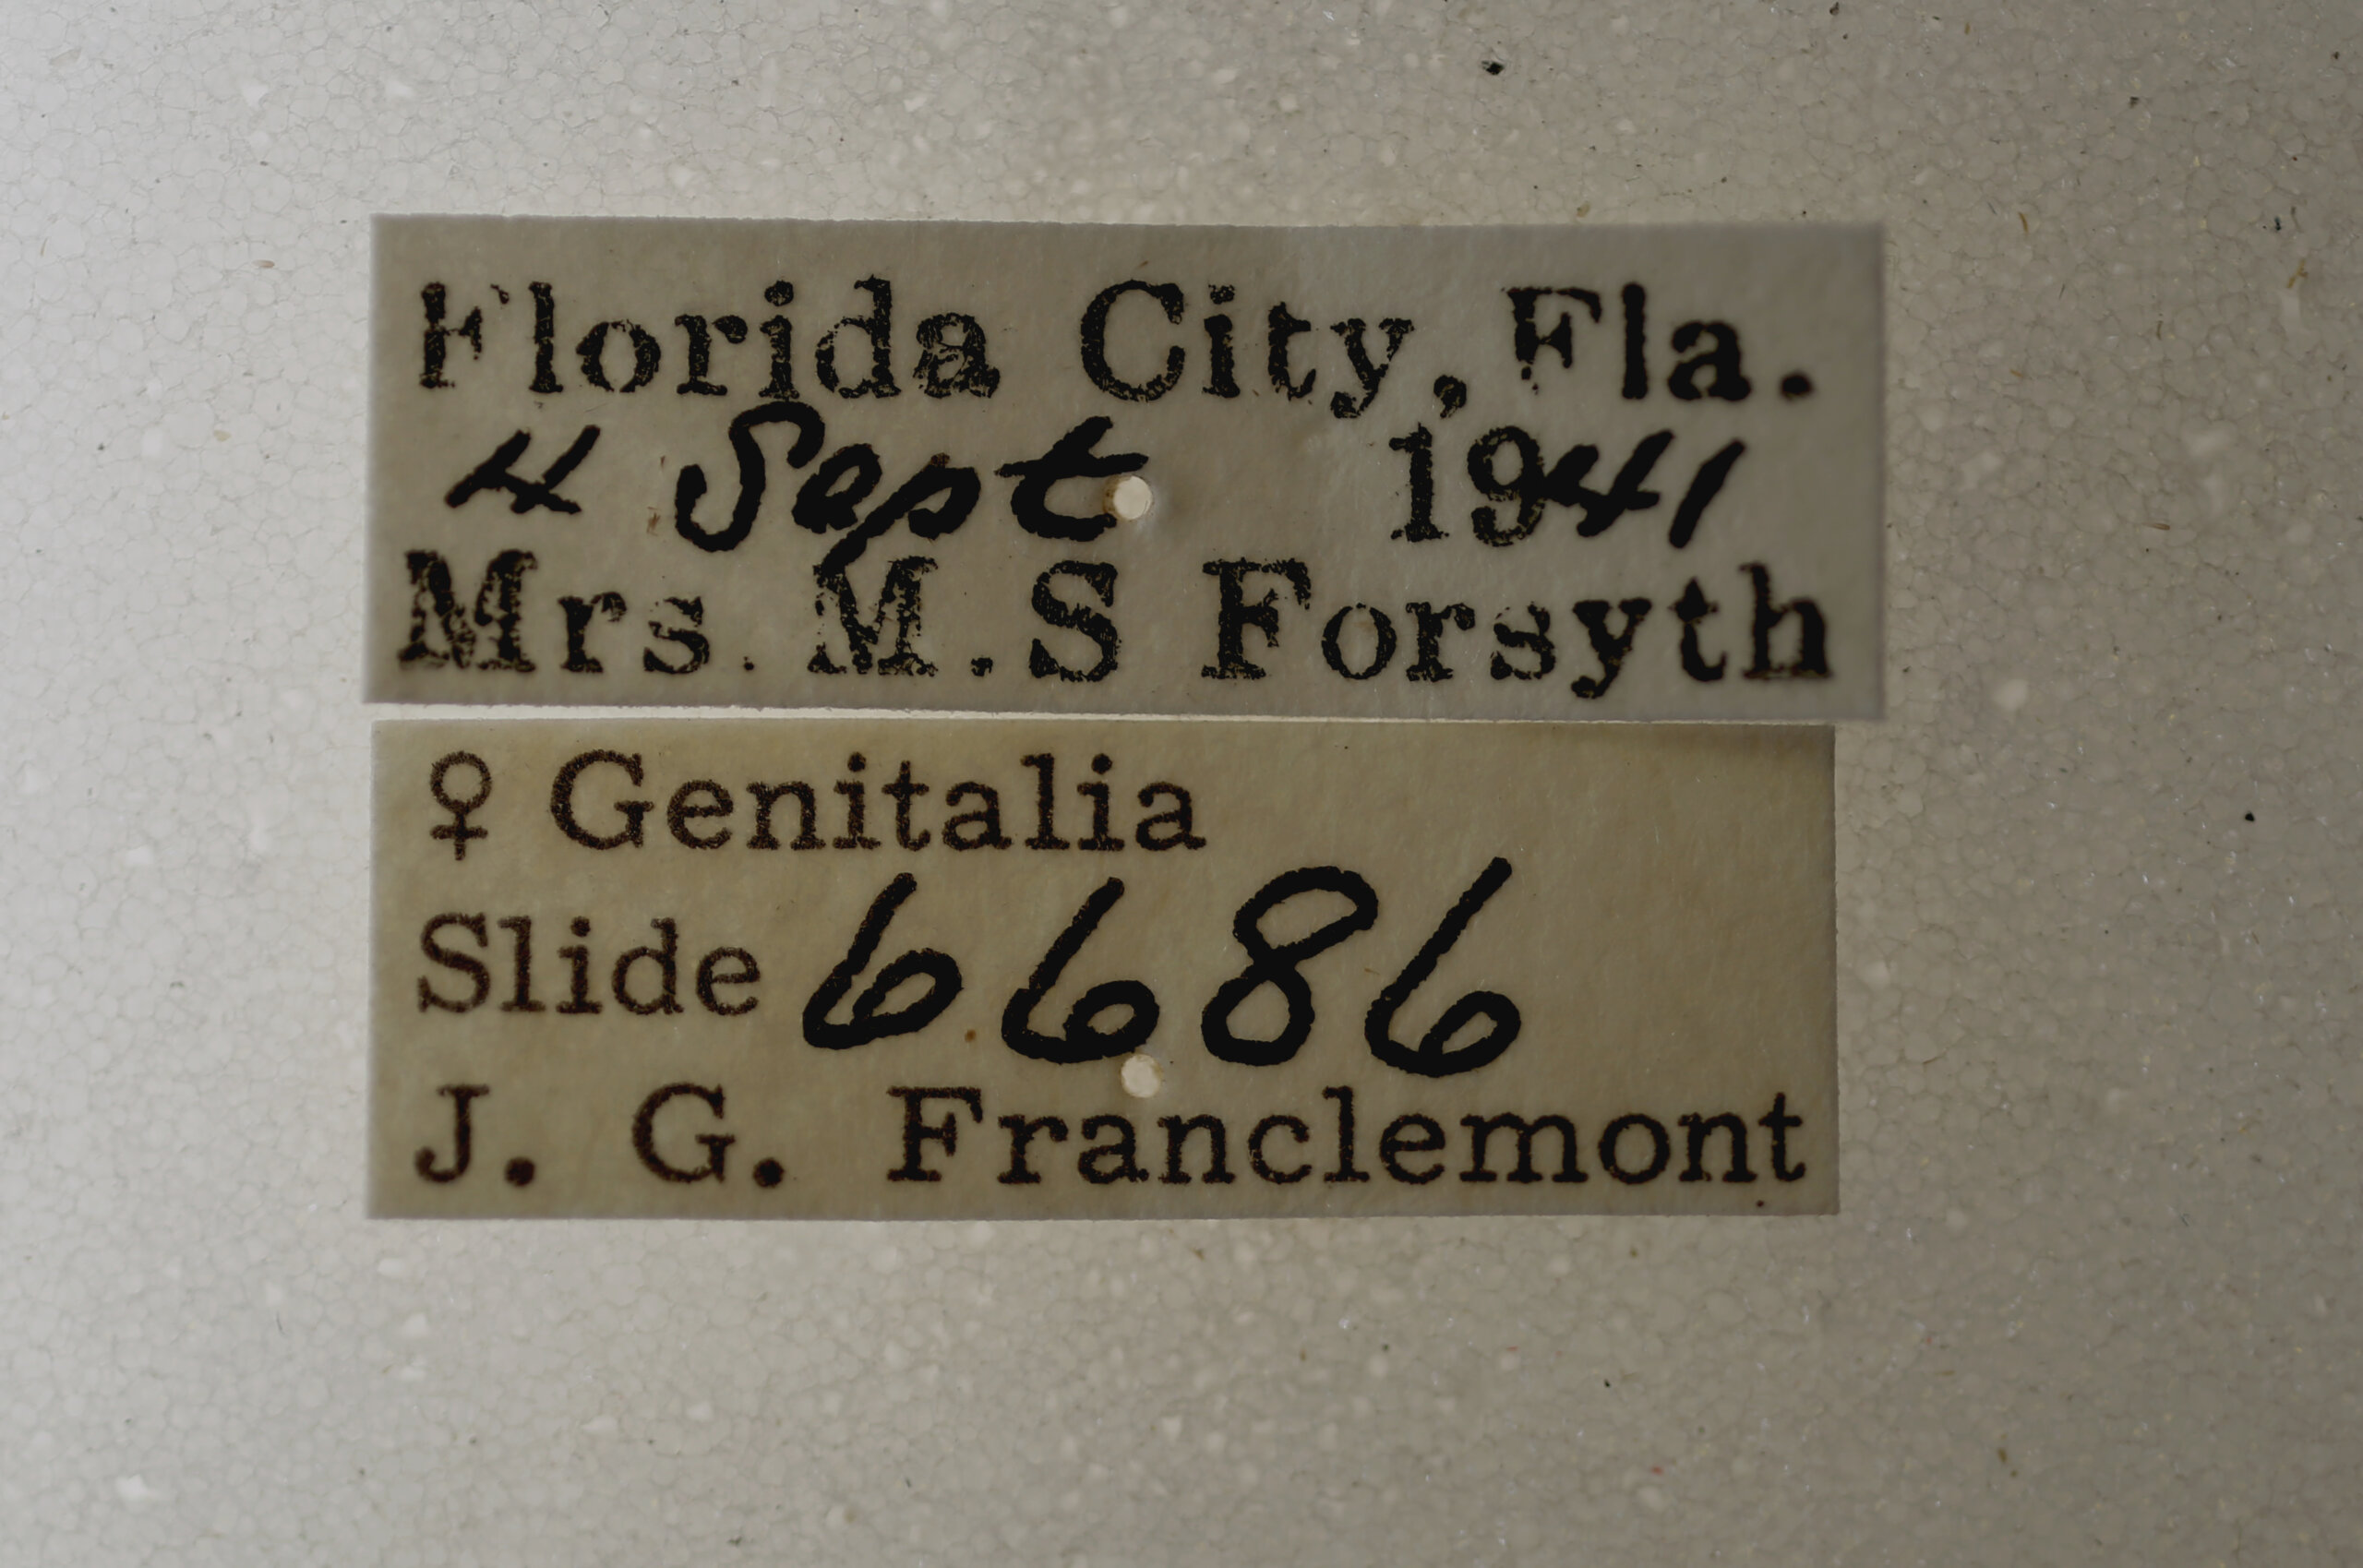 Florida City, Fla.
4 Sept 1941
Mrs. M.S Forsyth
♀ Genitalia
Slide 6686
J. G. Franclemont